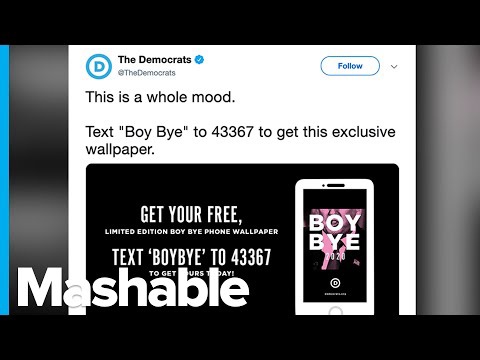 D
The Democrats
@TheDemocrats
Follow
This is a whole mood.
Text "Boy Bye" to 43367 to get this exclusive
wallpaper.
GET YOUR FREE,
LIMITED EDITION BOY BYE PHONE WALLPAPER
TEXT ‘BOYBYE’ TO 43367
TO GET YOURS TODAY!
BOY
BYE
2020
D
Mashable